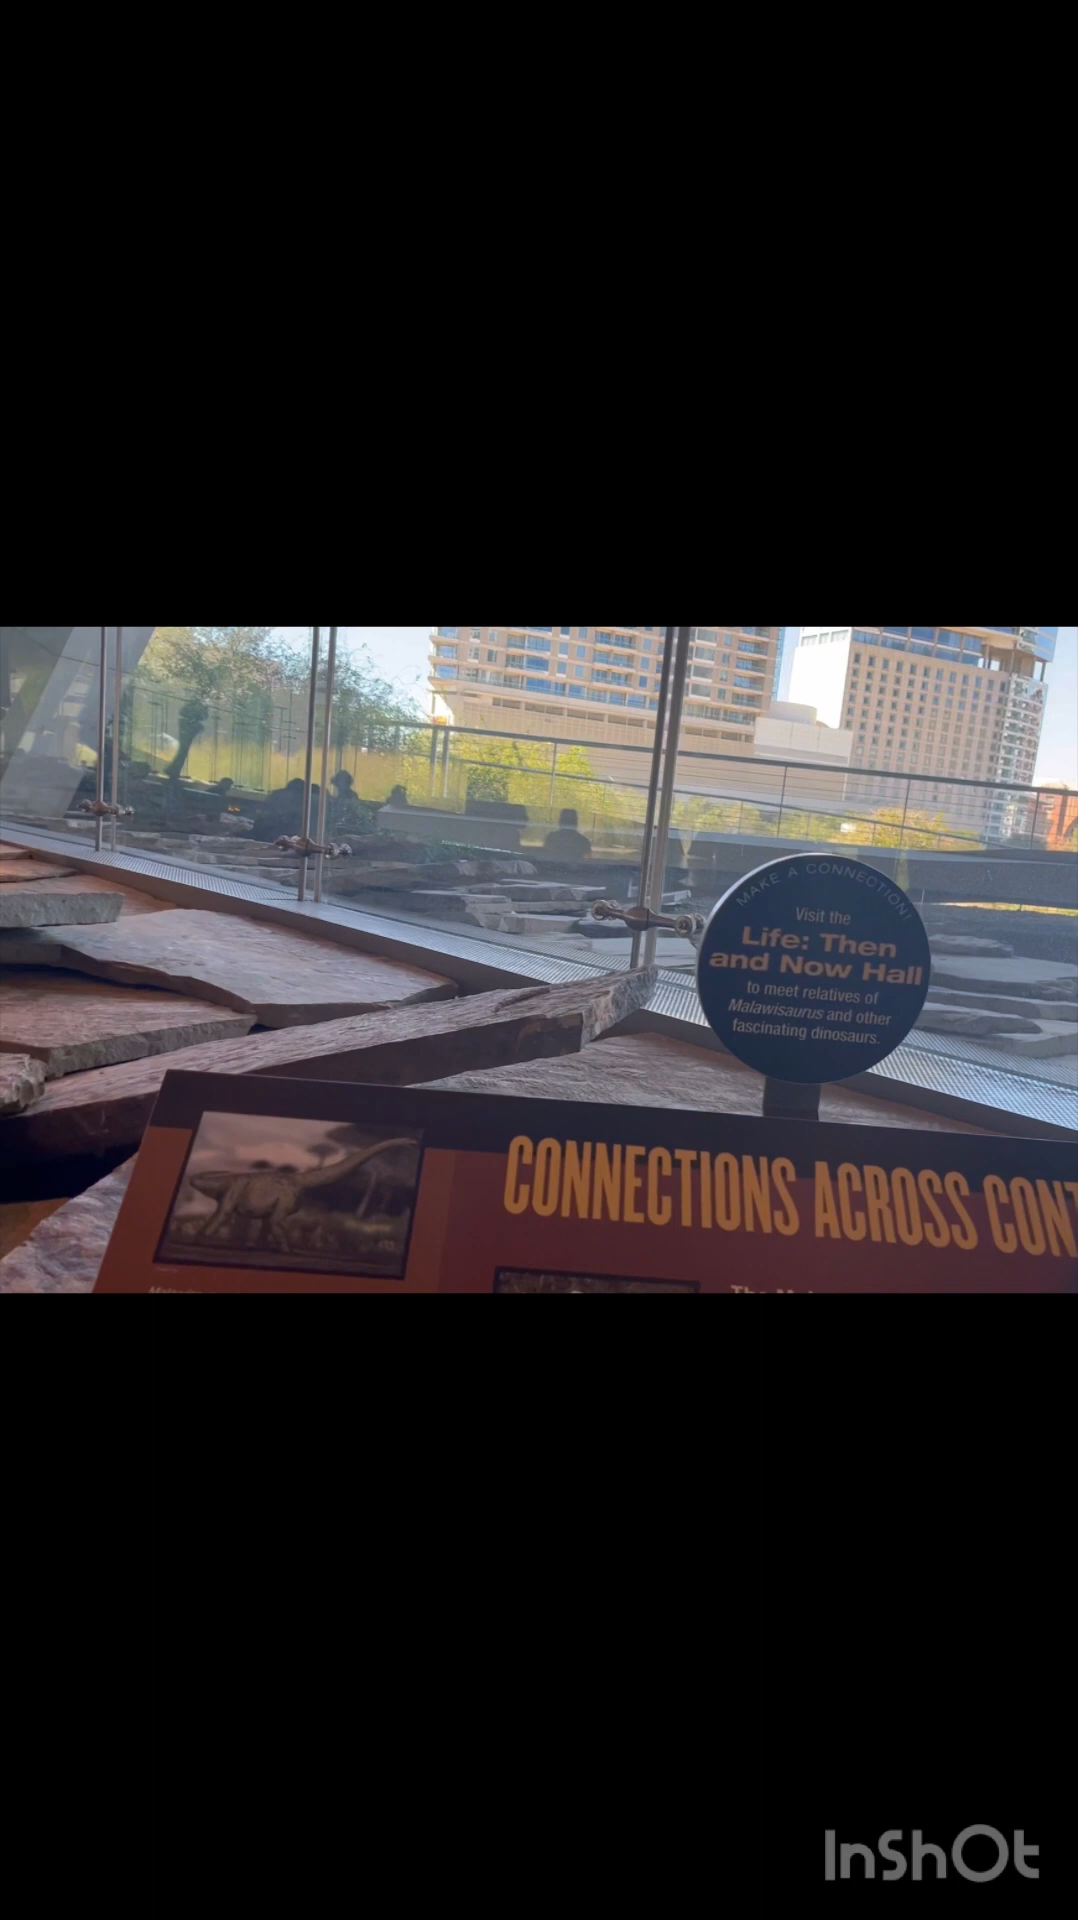 MAKE A CONNECTION!
Visit the
Life: Then
and Now Hall
to meet relatives of
Malawisaurus and other
fascinating dinosaurs.
CONNECTIONS ACROSS CONT
InShOt